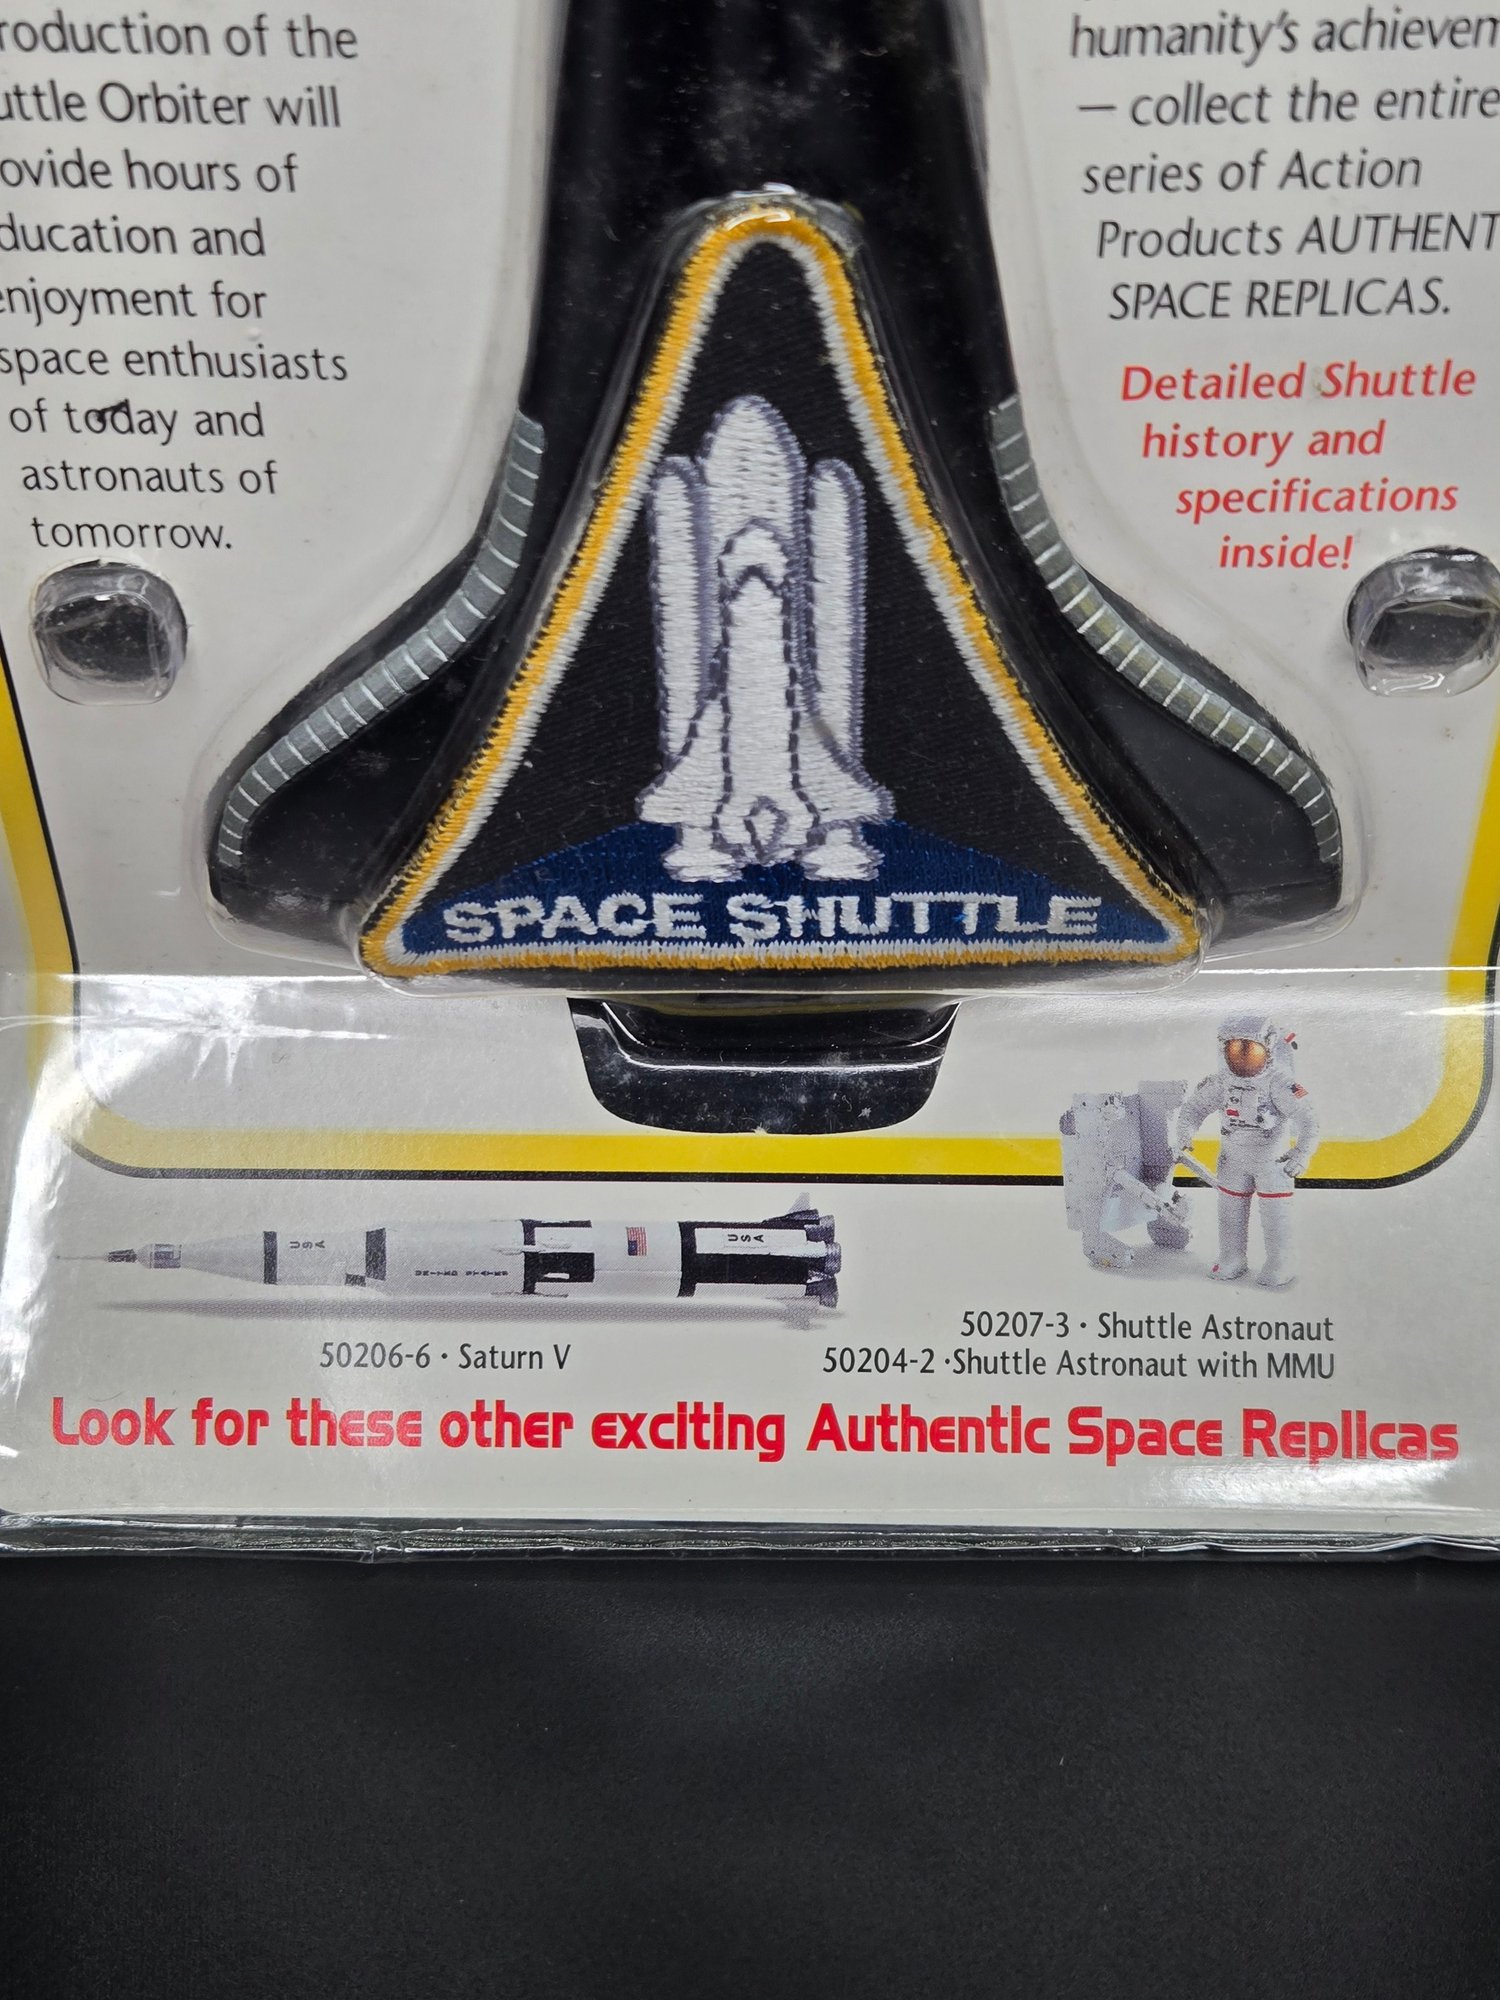 roduction of the
uttle Orbiter will
ovide hours of
ducation and
enjoyment for
space enthusiasts
of today and
astronauts of
tomorrow.
humanity's achievem
— collect the entire
series of Action
Products AUTHENT
SPACE REPLICAS.
Detailed Shuttle
history and
specifications
inside!
SPACE SHUTTLE
USA
UNITED STATES
USA
50206-6 · Saturn V
50207-3 · Shuttle Astronaut
50204-2 ·Shuttle Astronaut with MMU
Look for these other exciting Authentic Space Replicas